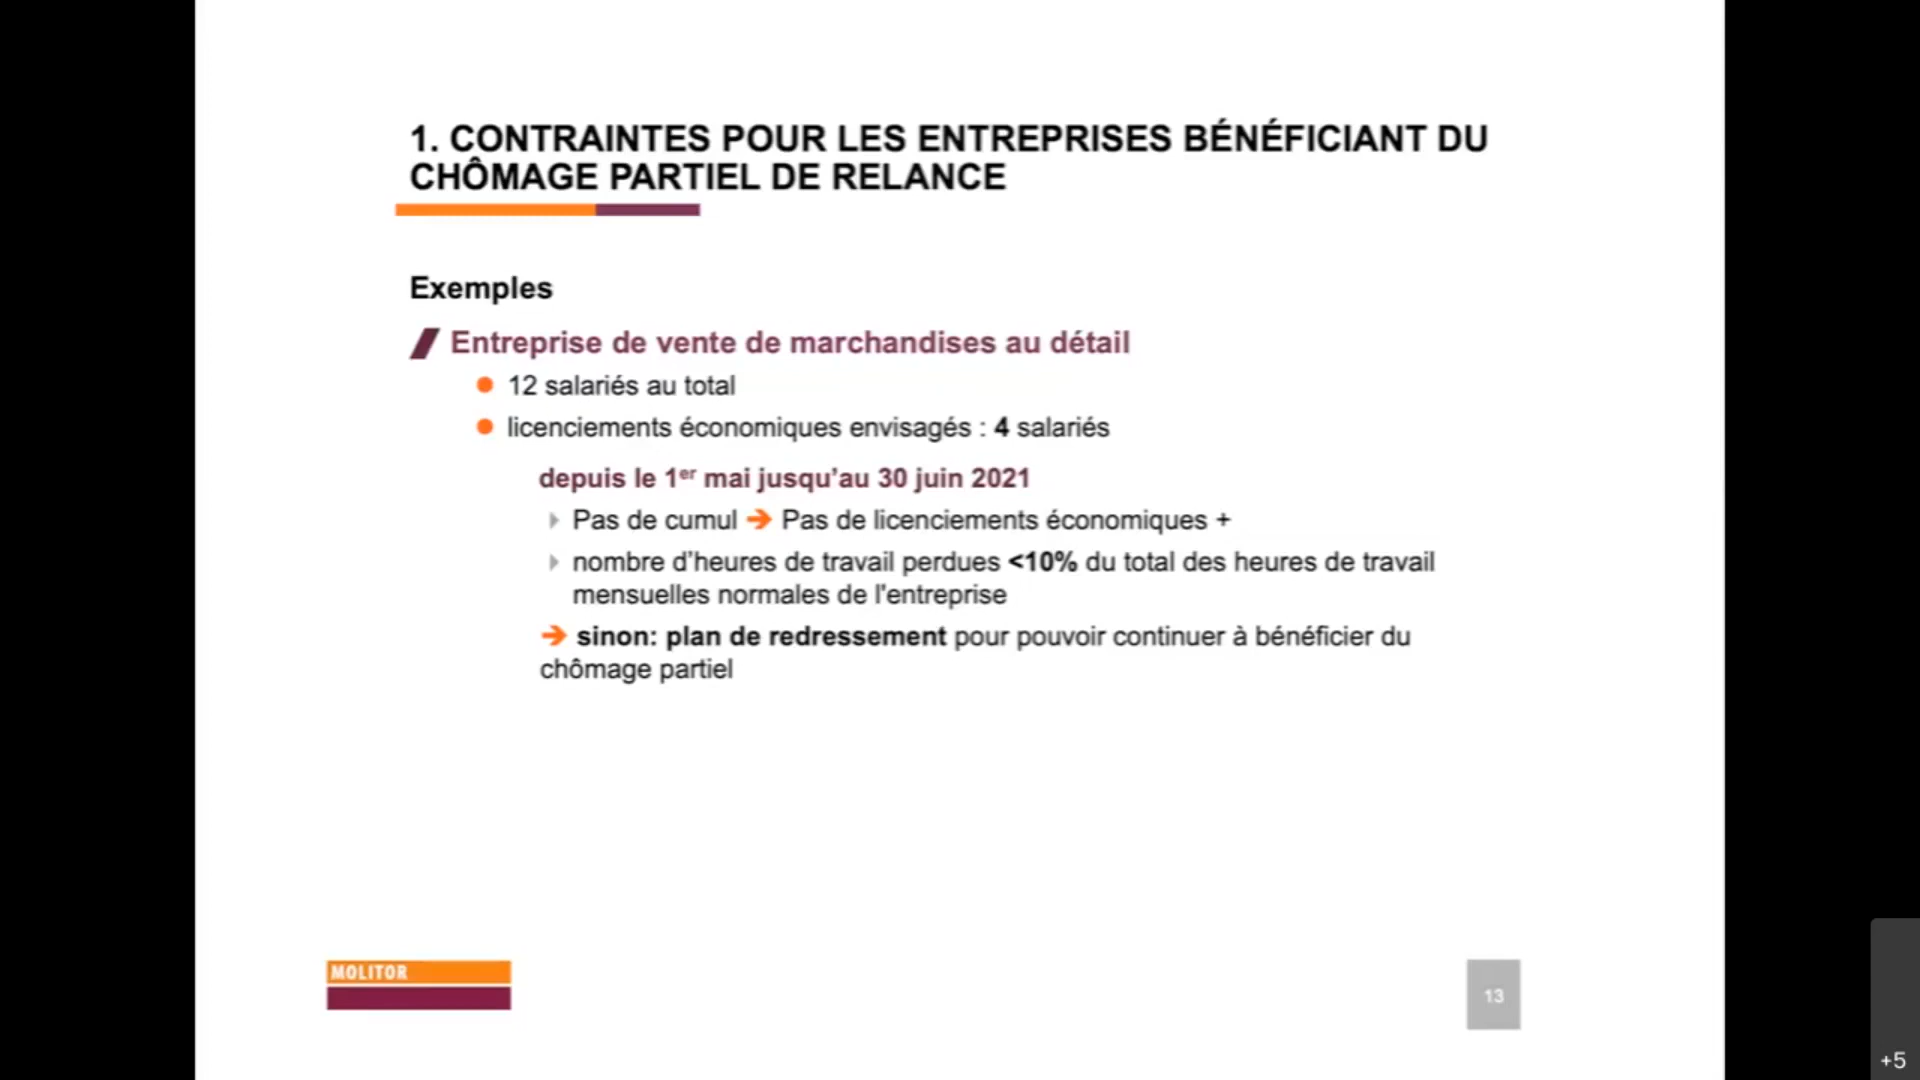 1. CONTRAINTES POUR LES ENTREPRISES BÉNÉFICIANT DU
CHÔMAGE PARTIEL DE RELANCE
Exemples
Entreprise de vente de marchandises au détail
12 salariés au total
licenciements économiques envisagés : 4 salariés
depuis le 1er mai jusqu'au 30 juin 2021
Pas de cumul ➔ Pas de licenciements économiques +
nombre d'heures de travail perdues <10% du total des heures de travail
mensuelles normales de l'entreprise
➔ sinon: plan de redressement pour pouvoir continuer à bénéficier du
chômage partiel
MOLITOR
13
+5